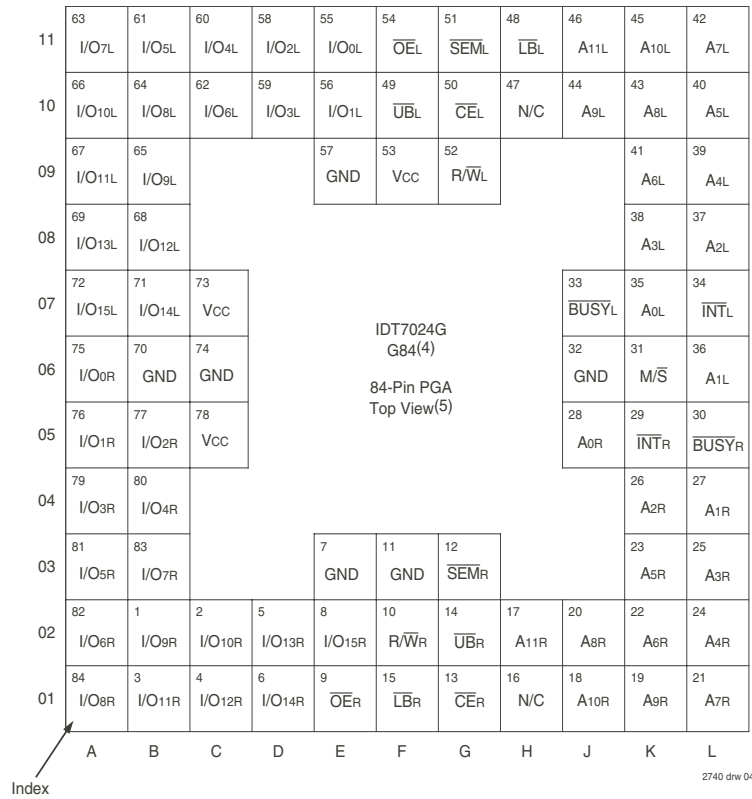 63 61 60 58 55 54 51 48 46 45 42
11 I/O7L I/O5L I/O4L I/O2L I/O0L OEL SEML LBL A11L A10L A7L
66 64 62 59 56 49 50 47 44 43 40
10 I/O10L I/O8L I/O6L I/O3L I/O1L UBL CEL N/C A9L A8L A5L
67 65 57 53 52 41 39
09 I/O11L I/O9L GND VCC R/WL A6L A4L
69 68 38 37
08 I/O13L I/O12L A3L A2L
72 71 73 33 35 34
07 I/O15L I/O14L VCC BUSYL A0L INTL
IDT7024G
G84(4)
75 70 74 32 31 36
06 I/O0R GND GND GND M/S A1L
84-Pin PGA
Top View(5)
76 77 78 28 29 30
05 I/O1R I/O2R VCC A0R INTR BUSYR
79 80 26 27
04 I/O3R I/O4R A2R A1R
81 83 7 11 12 23 25
03 I/O5R I/O7R GND GND SEMR A5R A3R
82 1 2 5 8 10 14 17 20 22 24
02 I/O6R I/O9R I/O10R I/O13R I/O15R R/WR UBR A11R A8R A6R A4R
84 3 4 6 9 15 13 16 18 19 21
01 I/O8R I/O11R I/O12R I/O14R OER LBR CER N/C A10R A9R A7R
A B C D E F G H J K L
Index
2740 drw 04